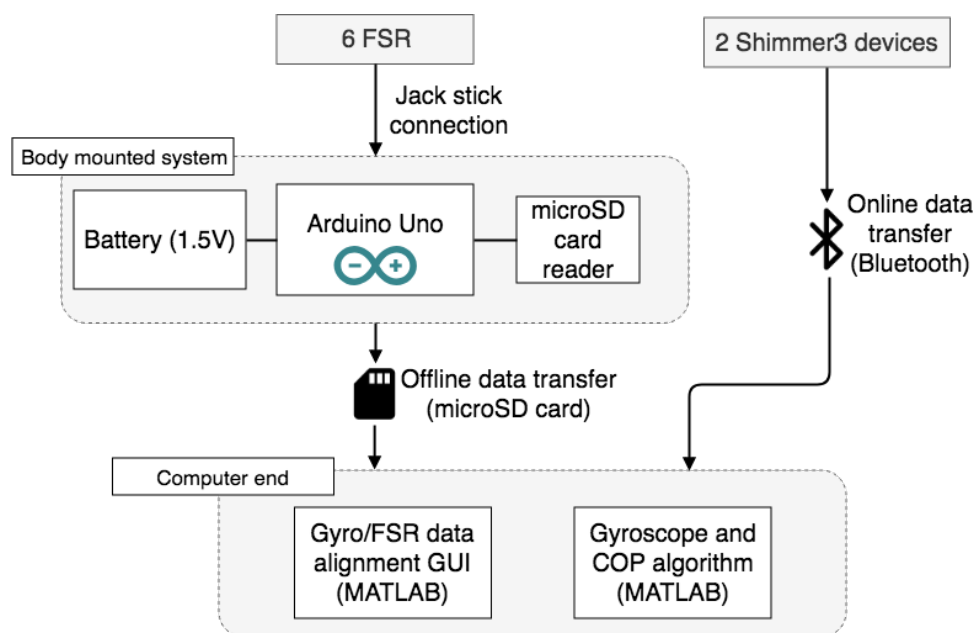 6 FSR
2 Shimmer3 devices
Jack stick
connection
Body mounted system
Battery (1.5V)
Arduino Uno
microSD
card
reader
Online data
transfer
(Bluetooth)
Offline data transfer
(microSD card)
Computer end
Gyro/FSR data
alignment GUI
(MATLAB)
Gyroscope and
COP algorithm
(MATLAB)